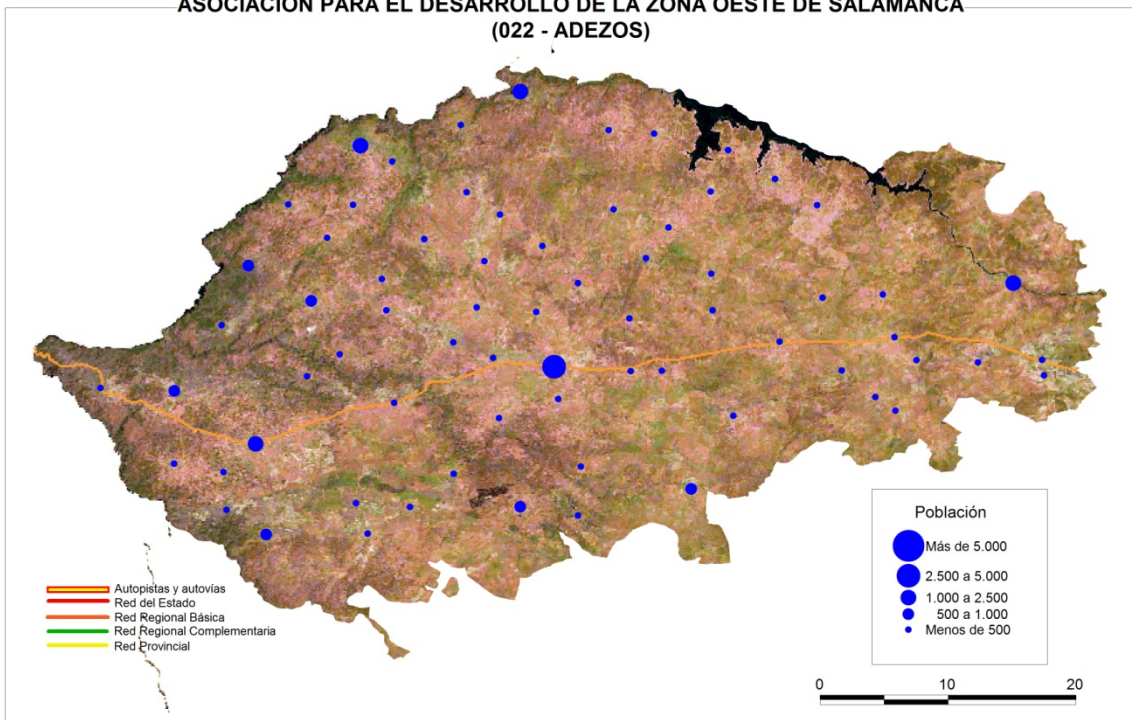 ASOCIACIÓN PARA EL DESARROLLO DE LA ZONA OESTE DE SALAMANCA
(022 - ADEZOS)
Población
Más de 5.000
2.500 a 5.000
1.000 a 2.500
500 a 1.000
Menos de 500
Autopistas y autovías
Red del Estado
Red Regional Básica
Red Regional Complementaria
Red Provincial
0 10 20